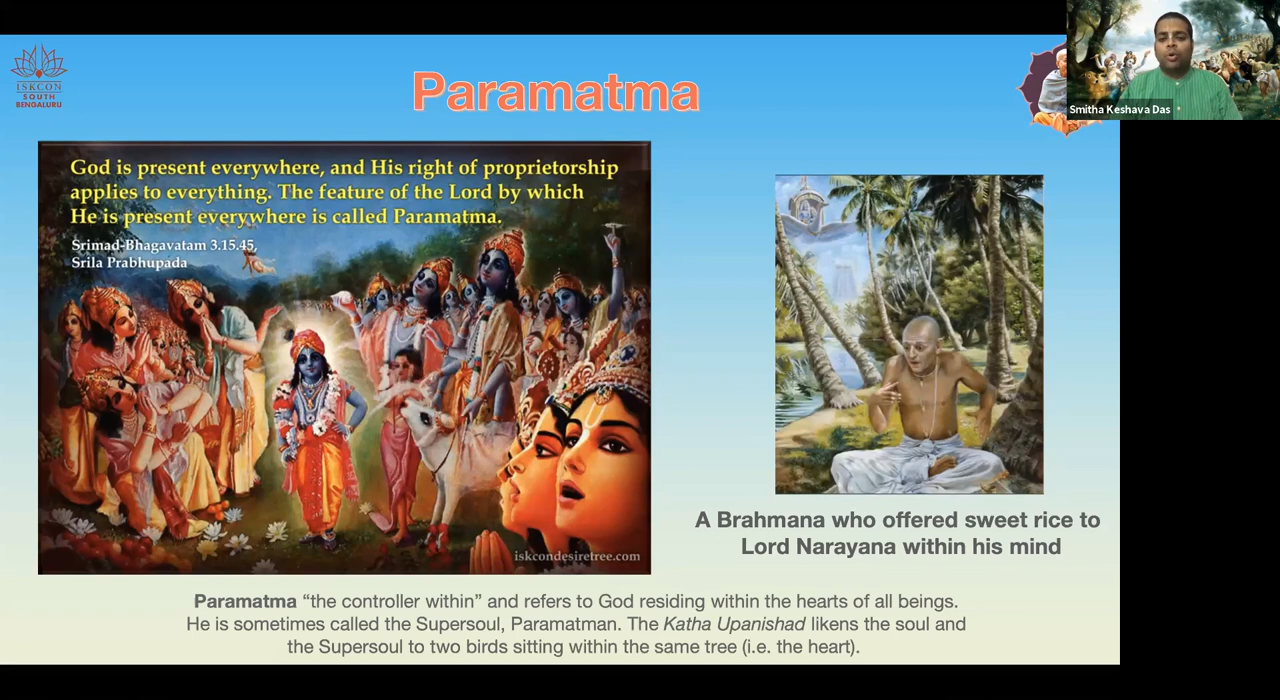 ISKCON
SOUTH
BENGALURU
Paramatma
Smitha Keshava Das
God is present everywhere, and His right of proprietorship
applies to everything. The feature of the Lord by which
He is present everywhere is called Paramatma.
Srimad-Bhagavatam 3.15.45,
Srila Prabhupada
iskcondesiretree.com
A Brahmana who offered sweet rice to
Lord Narayana within his mind
Paramatma “the controller within” and refers to God residing within the hearts of all beings.
He is sometimes called the Supersoul, Paramatman. The Katha Upanishad likens the soul and
the Supersoul to two birds sitting within the same tree (i.e. the heart).